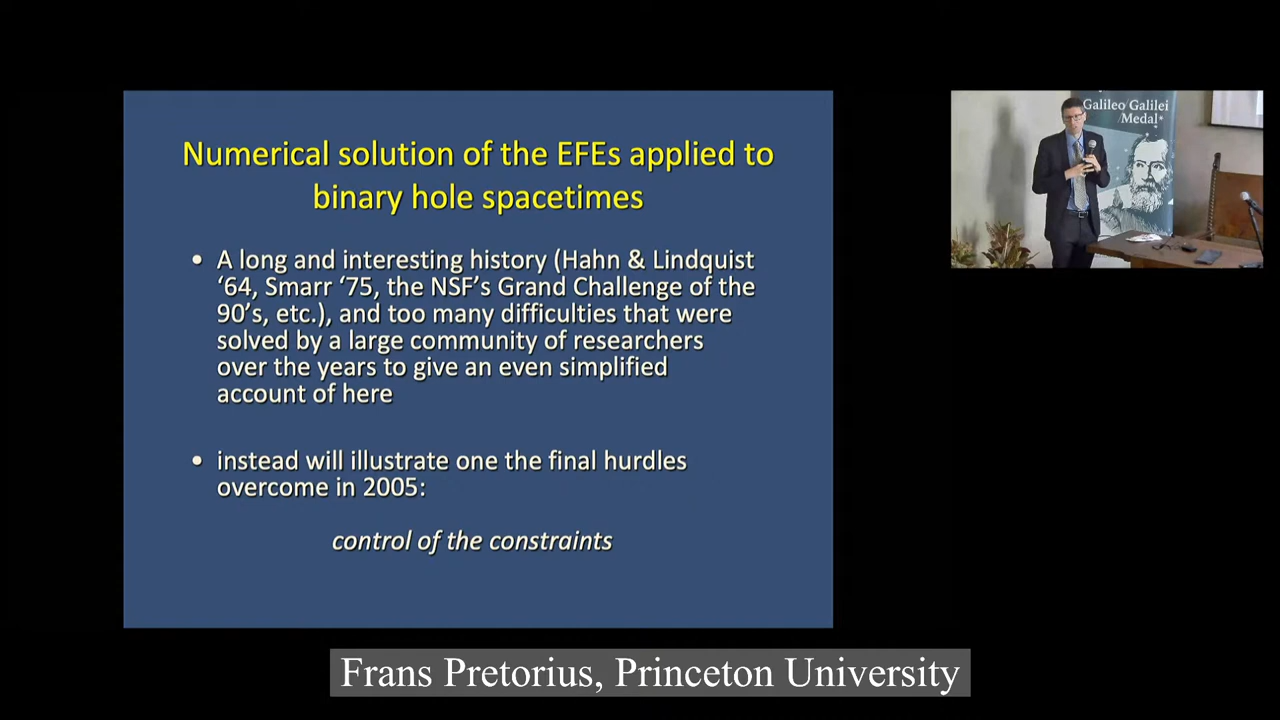 Numerical solution of the EFEs applied to
binary hole spacetimes
• A long and interesting history (Hahn & Lindquist
‘64, Smarr ‘75, the NSF’s Grand Challenge of the
90’s, etc.), and too many difficulties that were
solved by a large community of researchers
over the years to give an even simplified
account of here
• instead will illustrate one the final hurdles
overcome in 2005:
control of the constraints
Galileo Galilei
Medal
Frans Pretorius, Princeton University